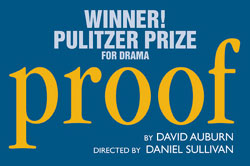 WINNER!
PULITZER PRIZE
FOR DRAMA
proof
BY DAVID AUBURN
DIRECTED BY DANIEL SULLIVAN